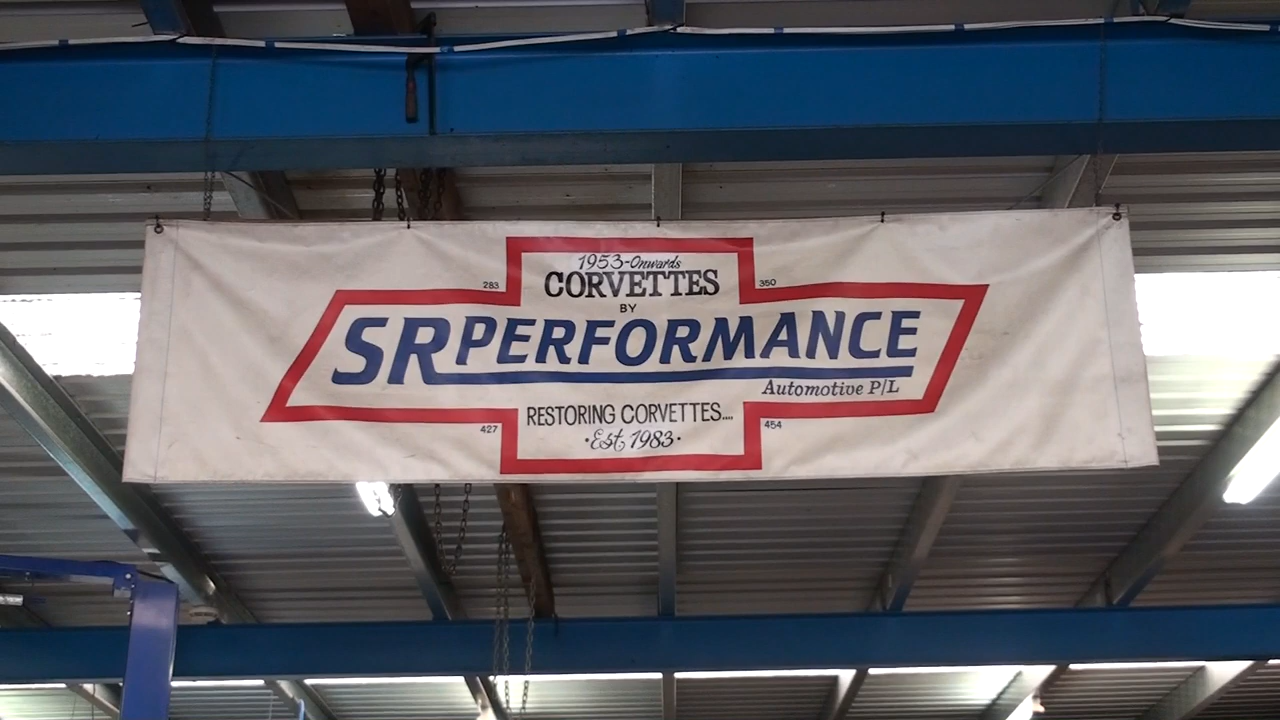 1953-Onwards
283 CORVETTES 350
BY
SRPERFORMANCE
Automotive P/L
RESTORING CORVETTES....
427 ·Est 1983· 454